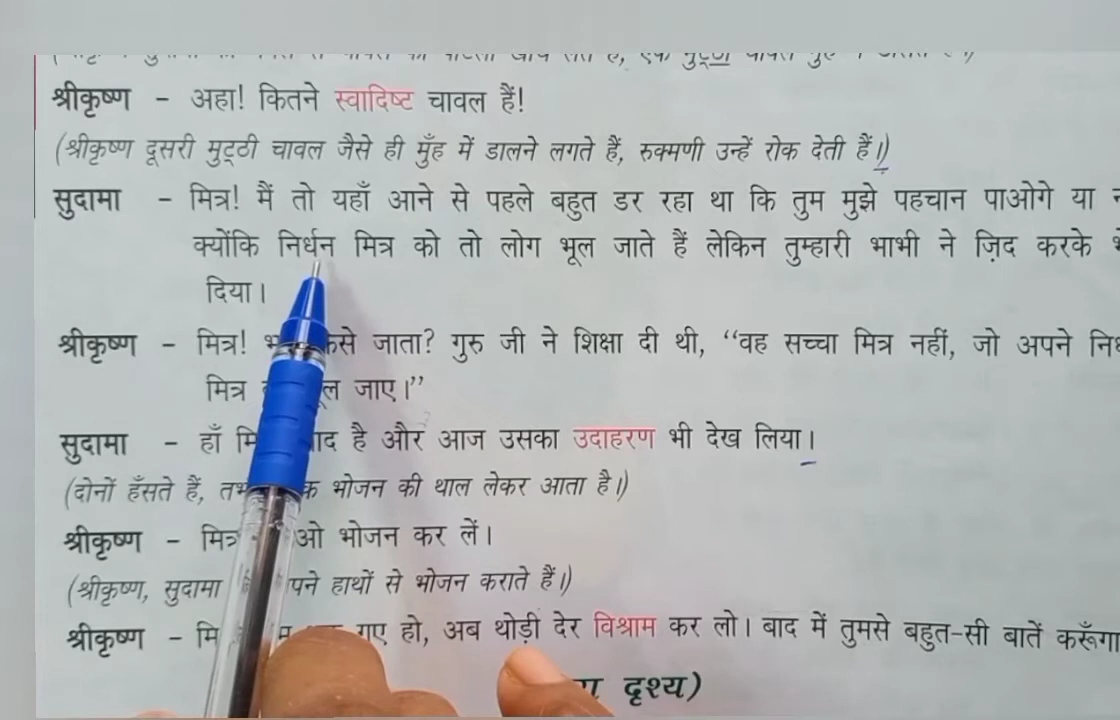 श्रीकृष्ण - अहा! कितने स्वादिष्ट चावल हैं!
(श्रीकृष्ण दूसरी मुट्ठी चावल जैसे ही मुँह में डालने लगते हैं, रुक्मणी उन्हें रोक देती हैं।)
सुदामा - मित्र! मैं तो यहाँ आने से पहले बहुत डर रहा था कि तुम मुझे पहचान पाओगे या
क्योंकि निर्धन मित्र को तो लोग भूल जाते हैं लेकिन तुम्हारी भाभी ने ज़िद करके
दिया।
श्रीकृष्ण - मित्र! जाता? गुरु जी ने शिक्षा दी थी, “वह सच्चा मित्र नहीं, जो अपने
मित्र जाए।”
सुदामा - हाँ है और आज उसका उदाहरण भी देख लिया।
(दोनों हँसते हैं, भोजन की थाल लेकर आता है।)
श्रीकृष्ण - मित्र भोजन कर लें।
(श्रीकृष्ण, सुदामा हाथों से भोजन कराते हैं।)
श्रीकृष्ण - गए हो, अब थोड़ी देर विश्राम कर लो। बाद में तुमसे बहुत-सी बातें करूँगा
दृश्य)